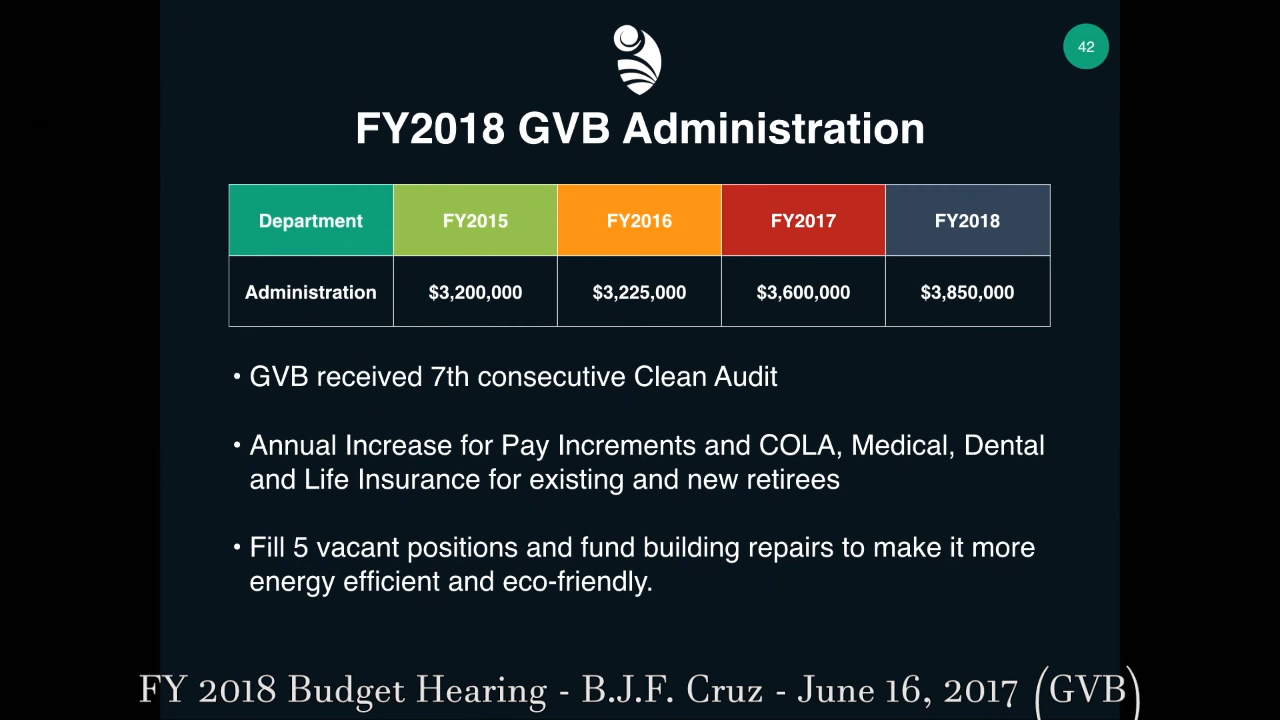 42
FY2018 GVB Administration
Department FY2015 FY2016 FY2017 FY2018
Administration $3,200,000 $3,225,000 $3,600,000 $3,850,000
• GVB received 7th consecutive Clean Audit
• Annual Increase for Pay Increments and COLA, Medical, Dental
and Life Insurance for existing and new retirees
• Fill 5 vacant positions and fund building repairs to make it more
energy efficient and eco-friendly.
FY 2018 Budget Hearing - B.J.F. Cruz - June 16, 2017 (GVB)